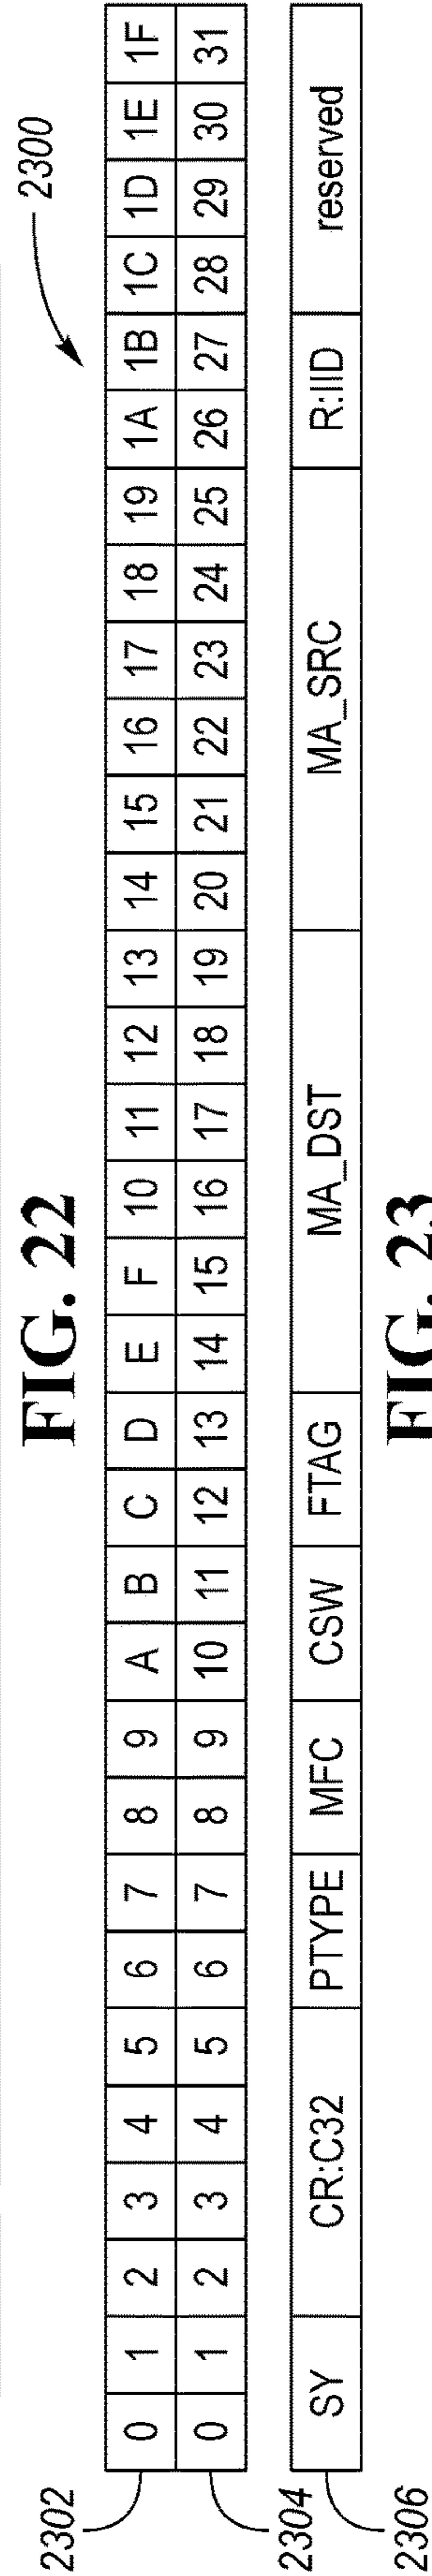 FIG. 22
2300
2302 0 1 2 3 4 5 6 7 8 9 A B C D E F 10 11 12 13 14 15 16 17 18 19 1A 1B 1C 1D 1E 1F
2304 0 1 2 3 4 5 6 7 8 9 10 11 12 13 14 15 16 17 18 19 20 21 22 23 24 25 26 27 28 29 30 31
2306 SY CR:C32 PTYPE MFC CSW FTAG MA_DST MA_SRC R:IID reserved
FIG. 23